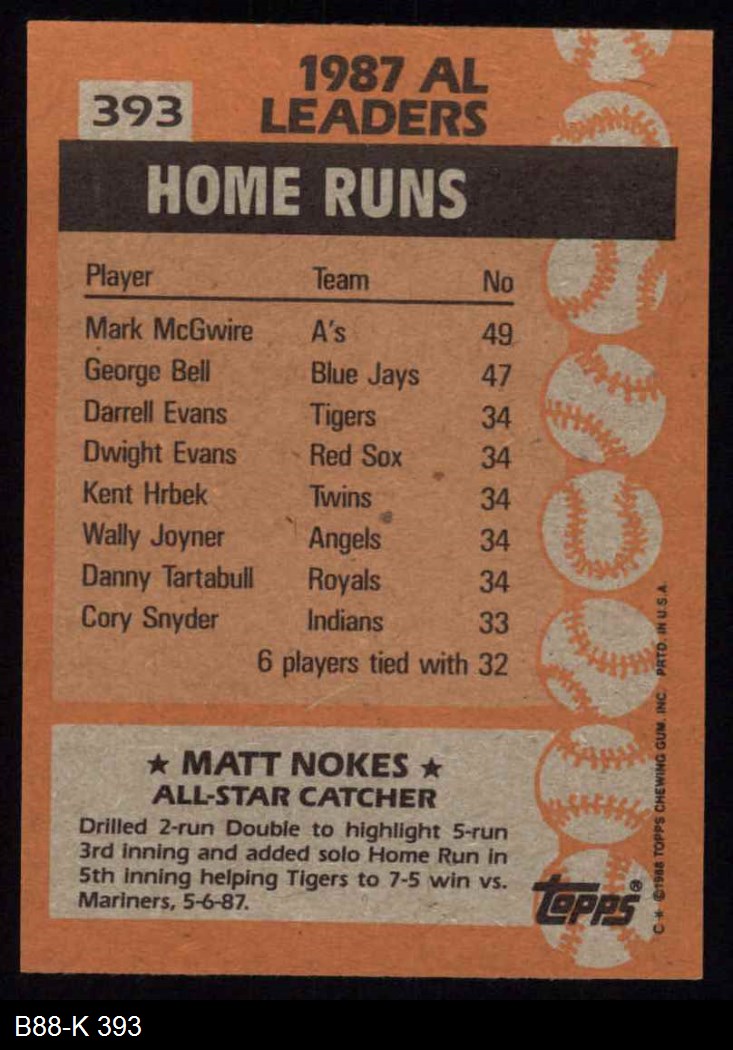 1987 AL
LEADERS
393
HOME RUNS
Player Team No
Mark McGwire A's 49
George Bell Blue Jays 47
Darrell Evans Tigers 34
Dwight Evans Red Sox 34
Kent Hrbek Twins 34
Wally Joyner Angels 34
Danny Tartabull Royals 34
Cory Snyder Indians 33
6 players tied with 32
★ MATT NOKES ★
ALL-STAR CATCHER
Drilled 2-run Double to highlight 5-run
3rd inning and added solo Home Run in
5th inning helping Tigers to 7-5 win vs.
Mariners, 5-6-87.
TOPPS®
C * ©1988 TOPPS CHEWING GUM, INC. PRTD. IN U.S.A.
B88-K 393